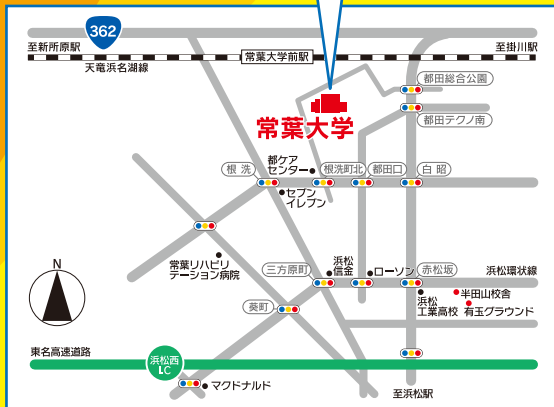 362
至新所原駅
至掛川駅
常葉大学前駅
天竜浜名湖線
都田総合公園
都田テクノ南
常葉大学
都ケア
センター
根洗
根洗町北
都田口
白昭
セブン
イレブン
常葉リハビリ
テーション病院
三方原町
浜松
信金
ローソン
赤松坂
浜松環状線
浜松
工業高校
半田山校舎
有玉グラウンド
葵町
N
東名高速道路
浜松西
I.C
マクドナルド
至浜松駅